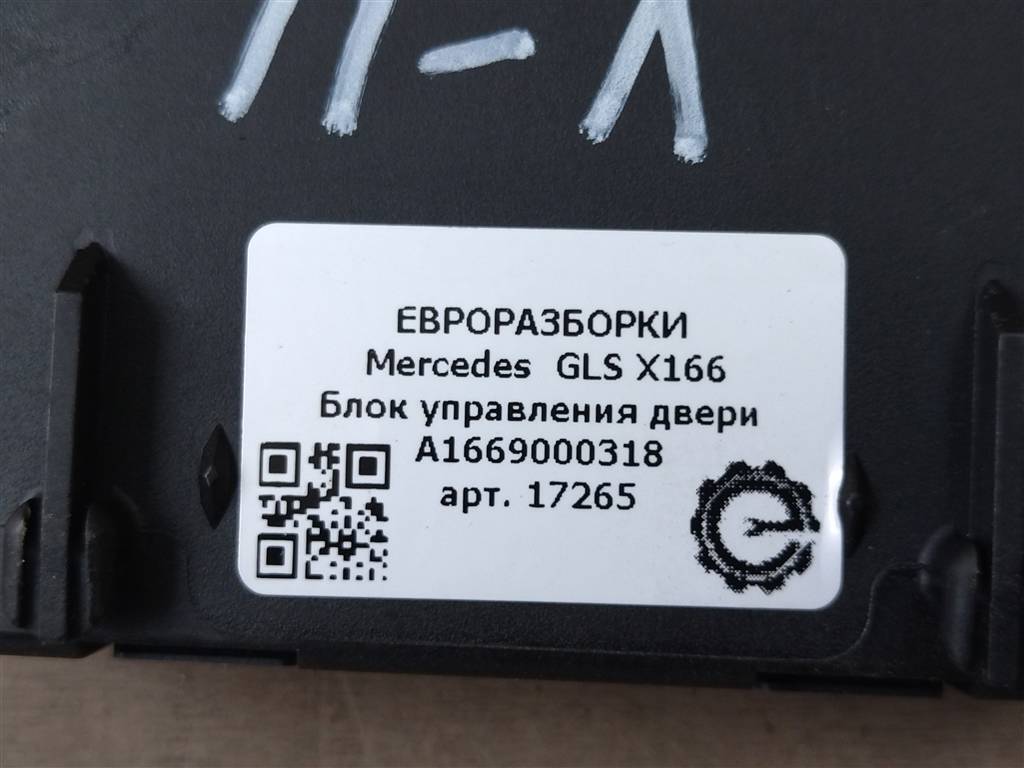 П-Л
ЕВРОРАЗБОРКИ
Mercedes GLS X166
Блок управления двери
A1669000318
арт. 17265